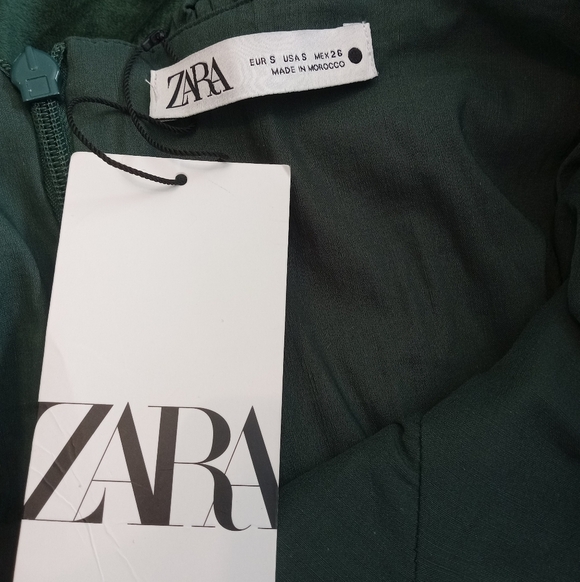 ZARA
EUR S USA S MEX 26
MADE IN MOROCCO
ZARA